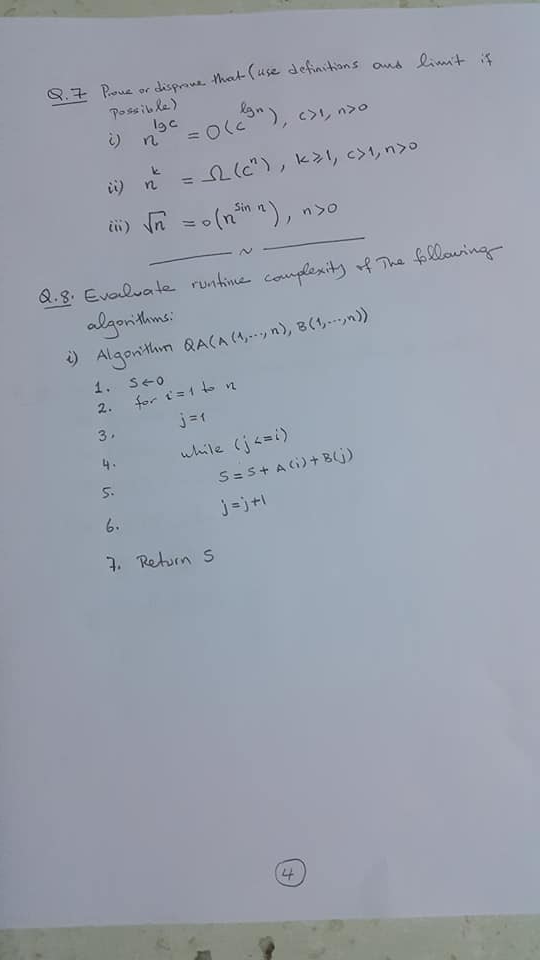 Q.7 Prove or disprove that (use definitions and limit if
possible)
i) n^{lg c} = O(c^{lg n}), c>1, n>0
ii) n^k = Ω(c^n), k≥1, c>1, n>0
iii) √n = o(n^{sin n}), n>0
~
Q.8. Evaluate runtime complexity of The following
algorithms:
i) Algorithm QA(A(1,...,n), B(1,...,n))
1. S←0
2. for i=1 to n
3. j=1
4. while (j<=i)
5. S=S+A(i)+B(j)
6. j=j+1
7. Return S
4